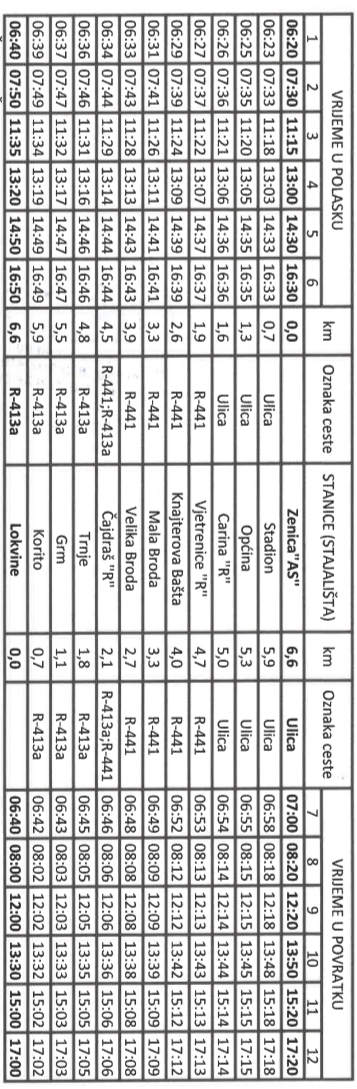 VRIJEME U POLASKU km Oznaka ceste STANICE (STAJALIŠTA) km Oznaka ceste VRIJEME U POVRATKU
1 2 3 4 5 6 7 8 9 10 11 12
06:20 07:30 11:15 13:00 14:30 16:30 0,0 Zenica"AS" 6,6 Ulica 07:00 08:20 12:20 13:50 15:20 17:20
06:23 07:33 11:18 13:03 14:33 16:33 0,7 Ulica Stadion 5,9 Ulica 06:58 08:18 12:18 13:48 15:18 17:18
06:25 07:35 11:20 13:05 14:35 16:35 1,3 Ulica Općina 5,3 Ulica 06:55 08:15 12:15 13:45 15:15 17:15
06:26 07:36 11:21 13:06 14:36 16:36 1,6 Ulica Carina "R" 5,0 Ulica 06:54 08:14 12:14 13:44 15:14 17:14
06:27 07:37 11:22 13:07 14:37 16:37 1,9 R-441 Vjetrenice "R" 4,7 R-441 06:53 08:13 12:13 13:43 15:13 17:13
06:29 07:39 11:24 13:09 14:39 16:39 2,6 R-441 Knajterova Bašta 4,0 R-441 06:52 08:12 12:12 13:42 15:12 17:12
06:31 07:41 11:26 13:11 14:41 16:41 3,3 R-441 Mala Broda 3,3 R-441 06:49 08:09 12:09 13:39 15:09 17:09
06:33 07:43 11:28 13:13 14:43 16:43 3,9 R-441 Velika Broda 2,7 R-441 06:48 08:08 12:08 13:38 15:08 17:08
06:34 07:44 11:29 13:14 14:44 16:44 4,5 R-441;R-413a Čajdraš "R" 2,1 R-413a;R-441 06:46 08:06 12:06 13:36 15:06 17:06
06:36 07:46 11:31 13:16 14:46 16:46 4,8 R-413a Trnje 1,8 R-413a 06:45 08:05 12:05 13:35 15:05 17:05
06:37 07:47 11:32 13:17 14:47 16:47 5,5 R-413a Grm 1,1 R-413a 06:43 08:03 12:03 13:33 15:03 17:03
06:39 07:49 11:34 13:19 14:49 16:49 5,9 R-413a Korito 0,7 R-413a 06:42 08:02 12:02 13:32 15:02 17:02
06:40 07:50 11:35 13:20 14:50 16:50 6,6 R-413a Lokvine 0,0 06:40 08:00 12:00 13:30 15:00 17:00